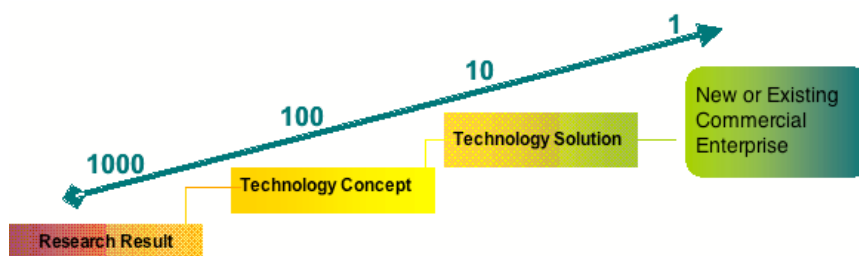 1
10
100
1000
New or Existing
Commercial
Enterprise
Technology Solution
Technology Concept
Research Result